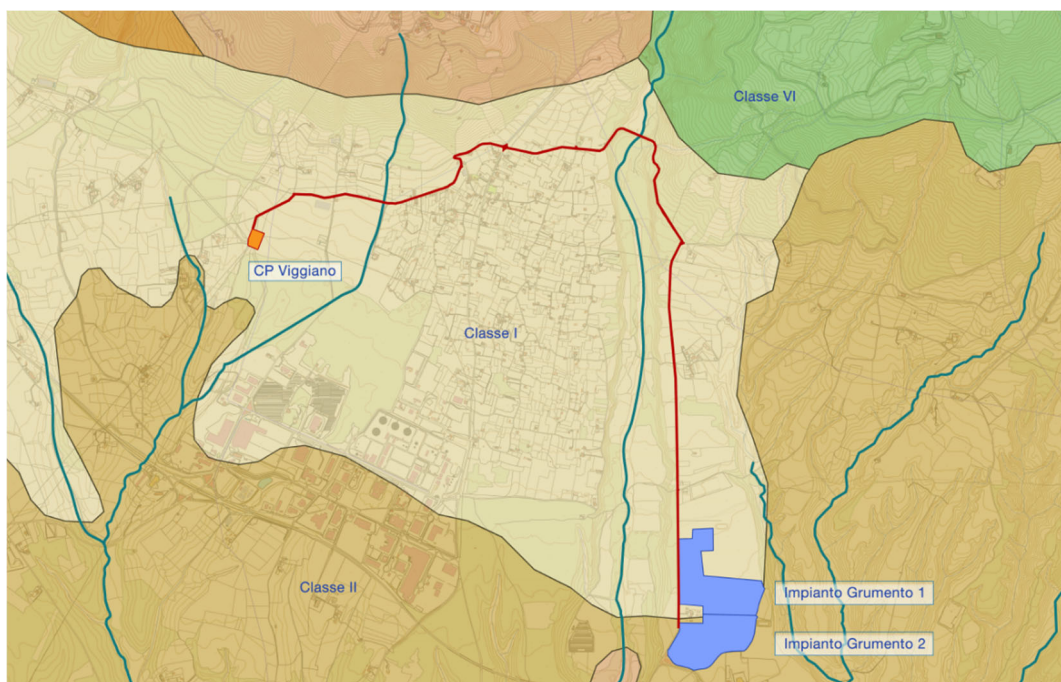 Classe VI
CP Viggiano
Classe I
Classe II
Impianto Grumento 1
Impianto Grumento 2